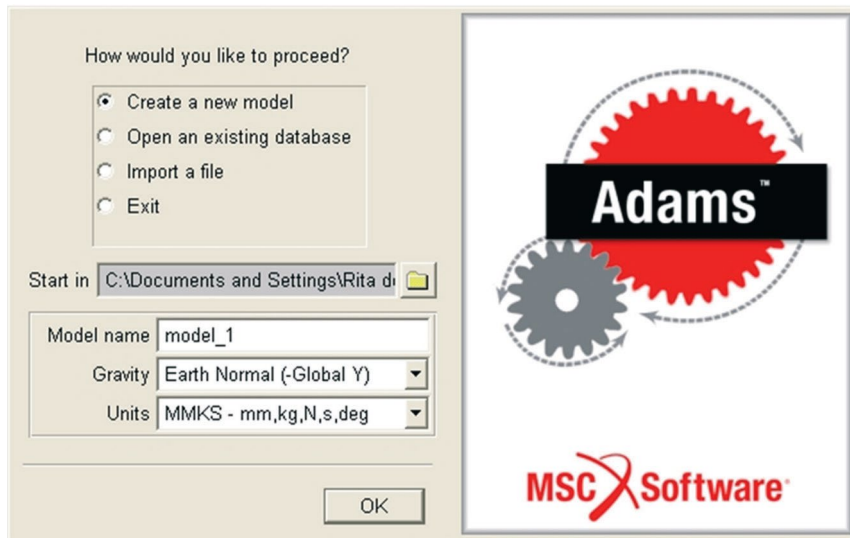 How would you like to proceed?
Create a new model
Open an existing database
Import a file
Exit
Start in C:\Documents and Settings\Rita d
Model name model_1
Gravity Earth Normal (-Global Y)
Units MMKS - mm,kg,N,s,deg
OK
Adams™
MSC Software